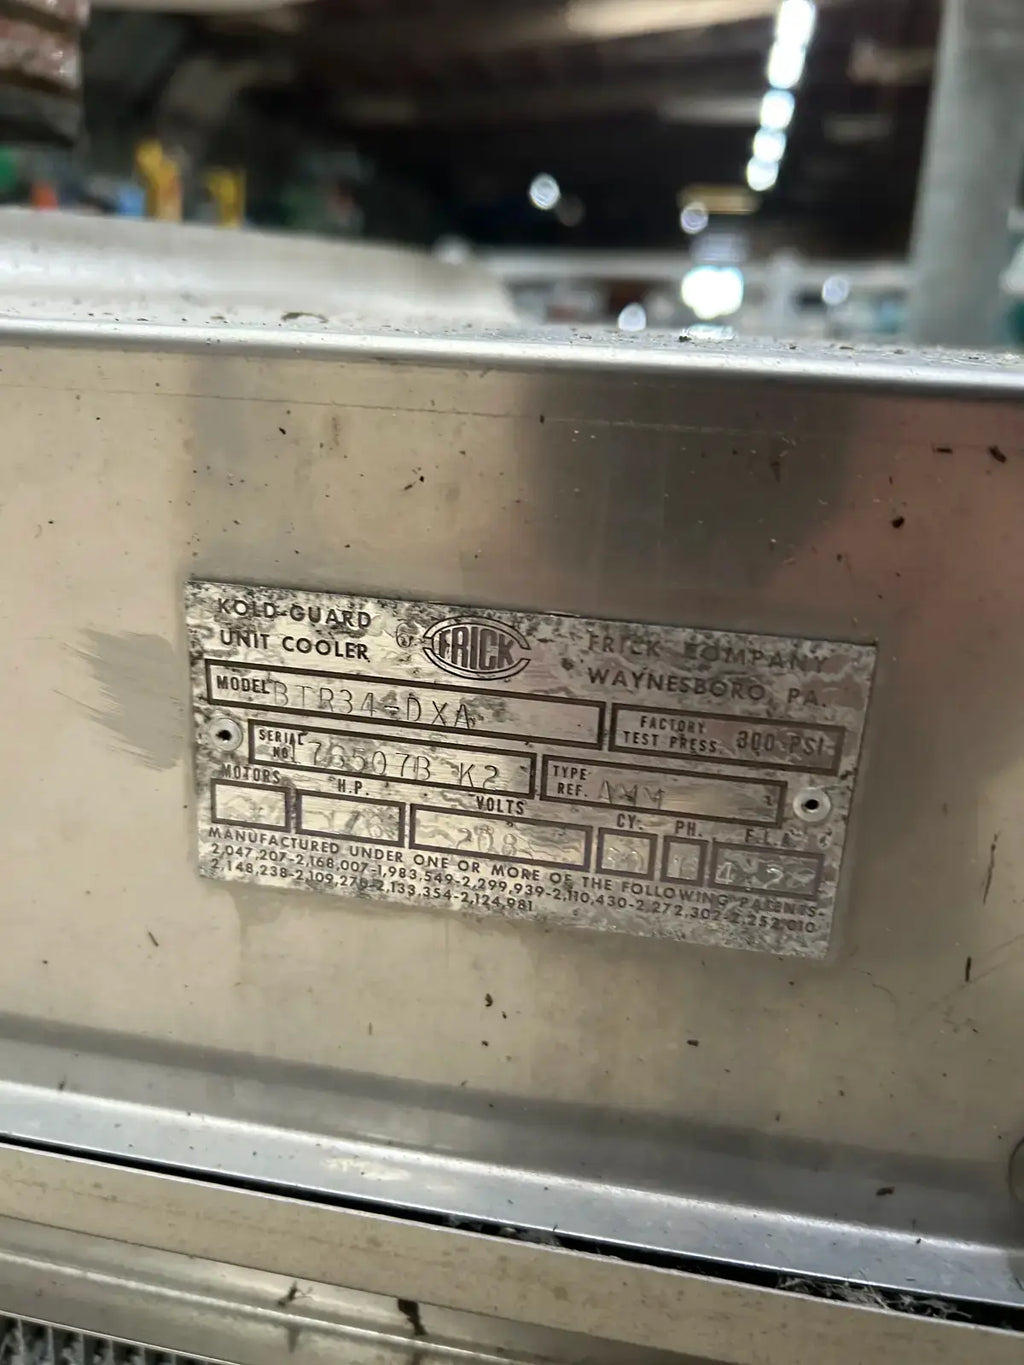 KOLD-GUARD
UNIT COOLER
FRICK
FRICK COMPANY
WAYNESBORO, PA.
MODEL BTR34-DXA
FACTORY
TEST PRESS. 300 PSI
SERIAL
NO.
K2
TYPE
REF.
MOTORS H.P. VOLTS CY. PH. F.L.A.
208
MANUFACTURED UNDER ONE OR MORE OF THE FOLLOWING PATENTS-
2,047,207-2,168,007-1,983,549-2,299,939-2,110,430-2,272,302-2,252,010
2,148,238-2,109,276-2,133,354-2,124,981